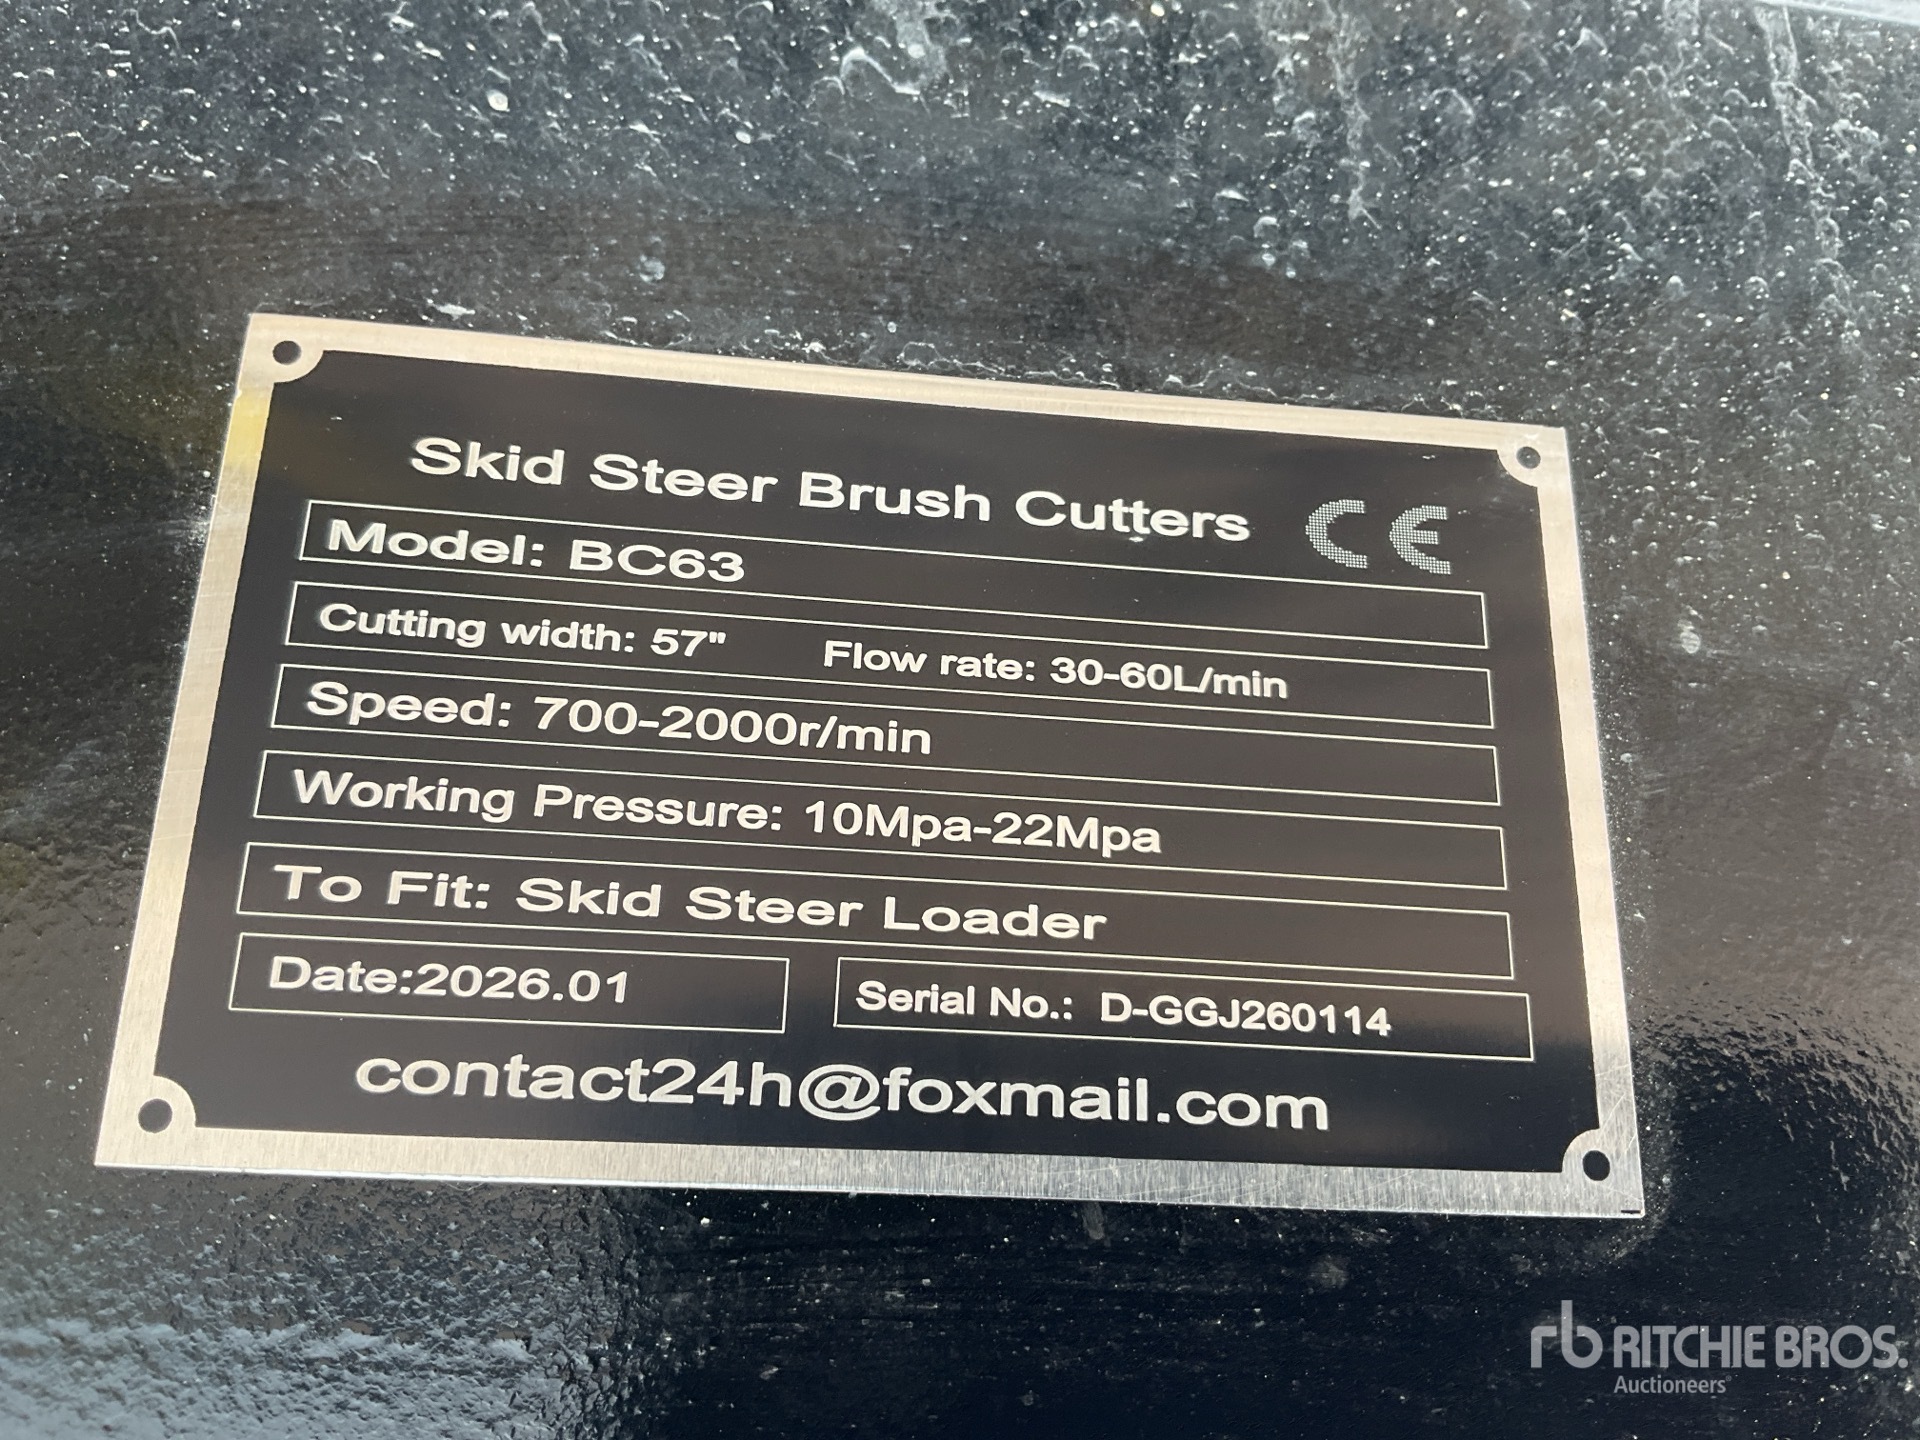 Skid Steer Brush Cutters CE
Model: BC63
Cutting width: 57" Flow rate: 30-60L/min
Speed: 700-2000r/min
Working Pressure: 10Mpa-22Mpa
To Fit: Skid Steer Loader
Date:2026.01 Serial No.: D-GGJ260114
contact24h@foxmail.com
rb RITCHIE BROS.
Auctioneers